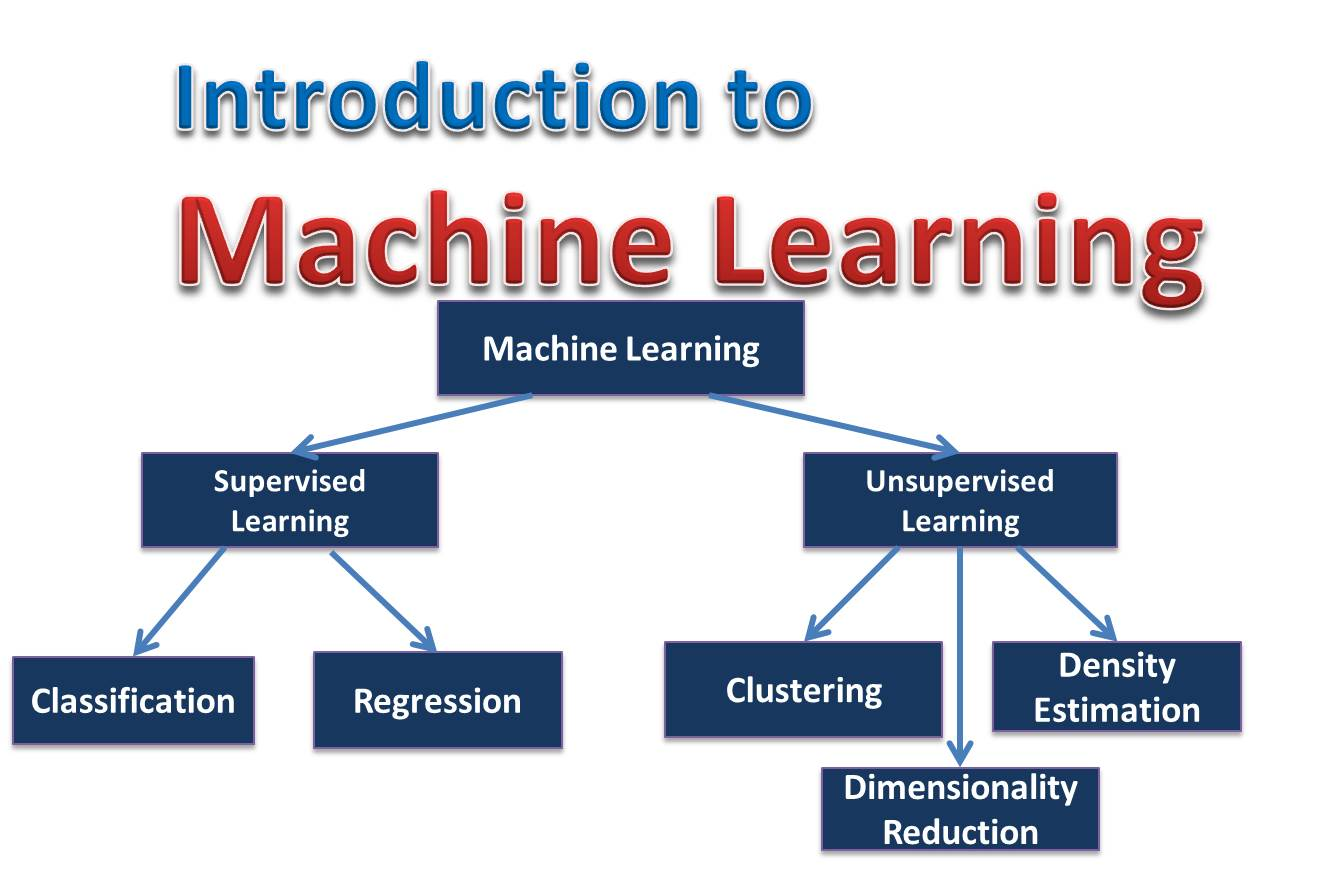 Introduction to
Machine Learning
Machine Learning
Supervised
Learning
Unsupervised
Learning
Classification
Regression
Clustering
Density
Estimation
Dimensionality
Reduction